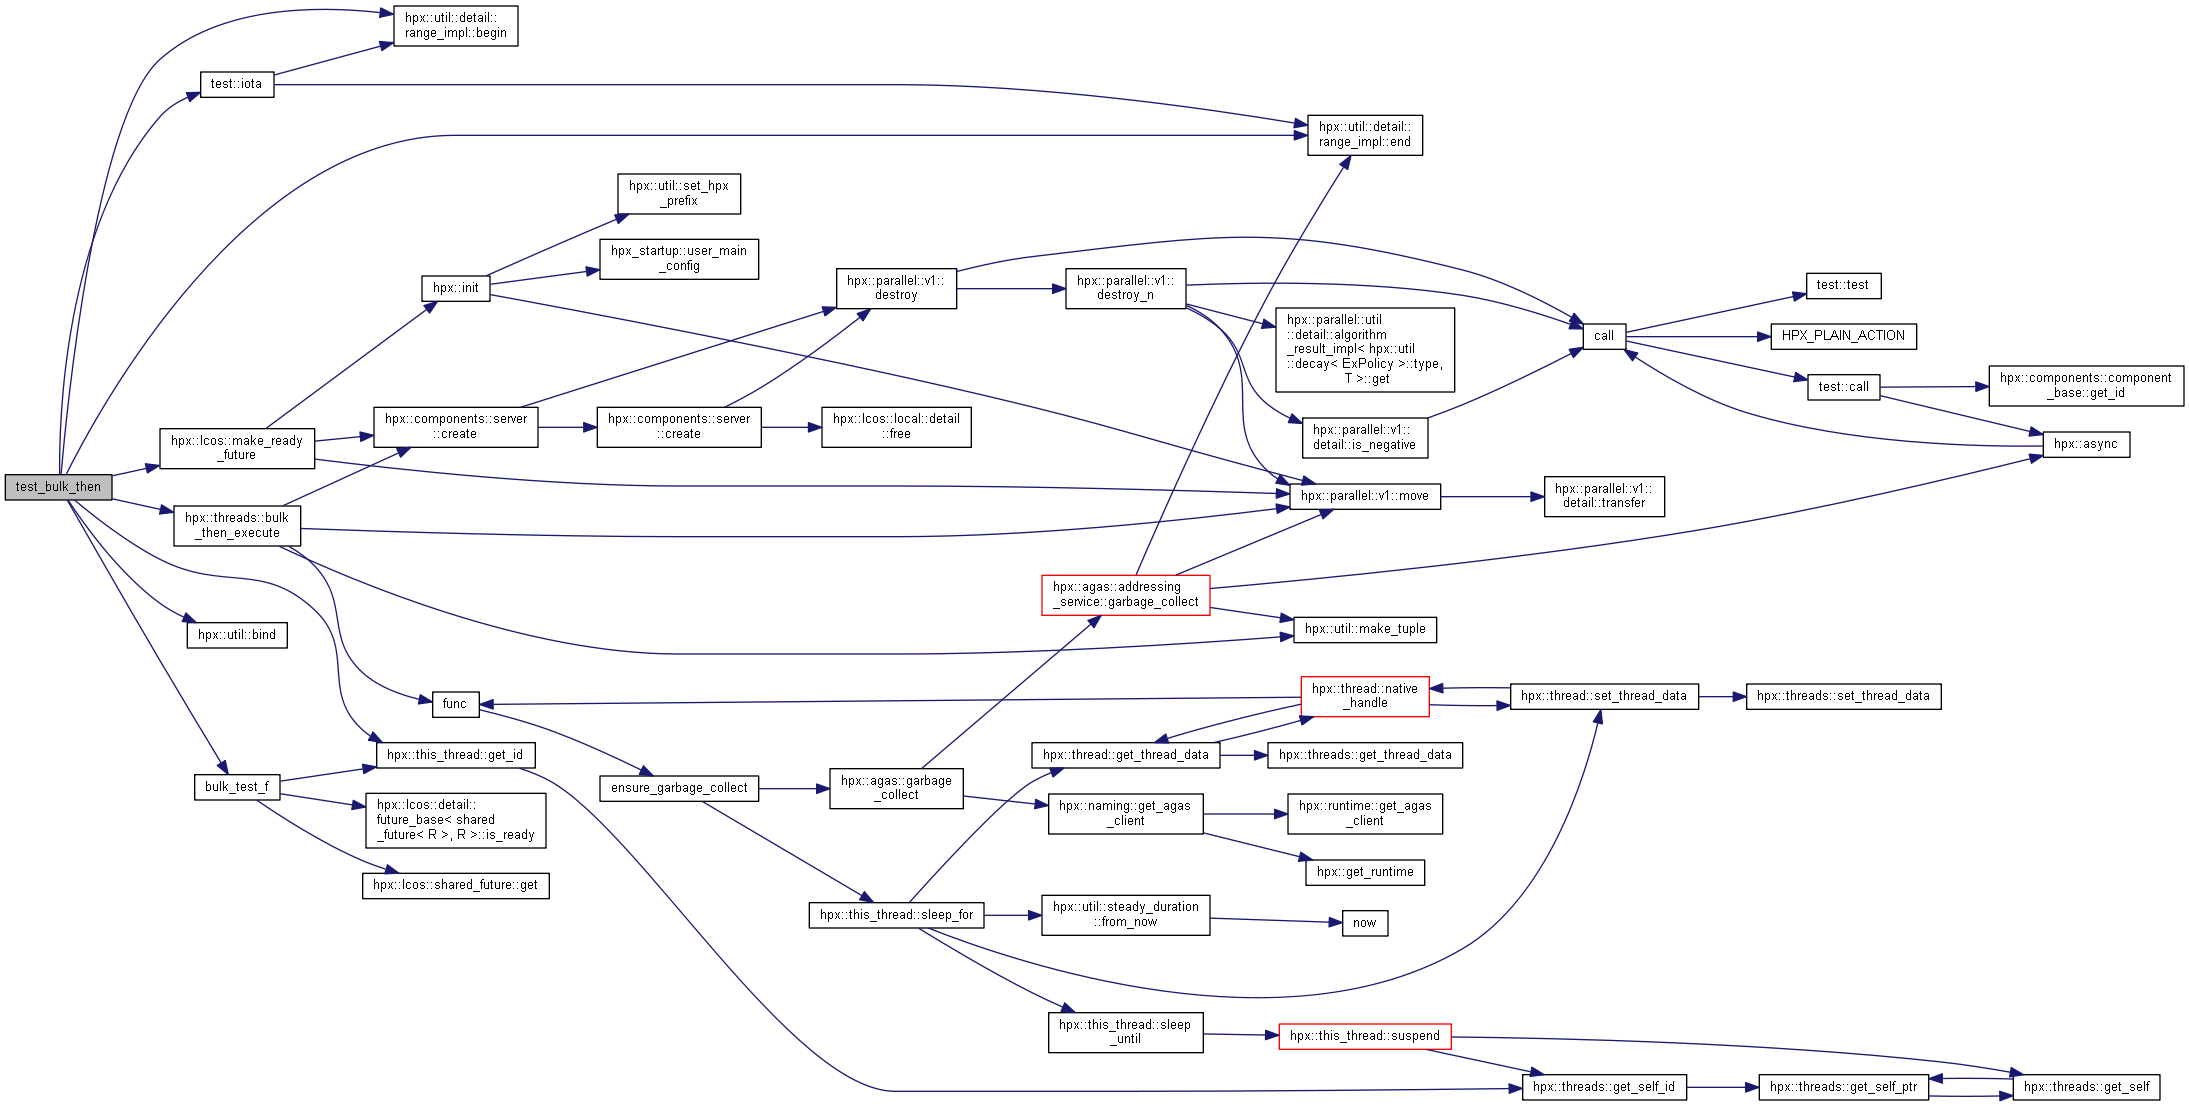 hpx::util::detail::
range_impl::begin
test::iota
hpx::util::detail::
range_impl::end
hpx::util::set_hpx
_prefix
hpx_startup::user_main
_config
hpx::init
hpx::parallel::v1::
destroy
hpx::parallel::v1::
destroy_n
hpx::parallel::util
::detail::algorithm
_result_impl< hpx::util
::decay< ExPolicy >::type,
T >::get
call
test::test
HPX_PLAIN_ACTION
test::call
hpx::components::component
_base::get_id
hpx::async
hpx::lcos::make_ready
_future
hpx::components::server
::create
hpx::components::server
::create
hpx::lcos::local::detail
::free
hpx::parallel::v1::
detail::is_negative
test_bulk_then
hpx::threads::bulk
_then_execute
hpx::parallel::v1::move
hpx::parallel::v1::
detail::transfer
hpx::agas::addressing
_service::garbage_collect
hpx::util::make_tuple
hpx::util::bind
func
hpx::thread::native
_handle
hpx::thread::set_thread_data
hpx::threads::set_thread_data
hpx::this_thread::get_id
hpx::thread::get_thread_data
hpx::threads::get_thread_data
bulk_test_f
ensure_garbage_collect
hpx::agas::garbage
_collect
hpx::lcos::detail::
future_base< shared
_future< R >, R >::is_ready
hpx::naming::get_agas
_client
hpx::runtime::get_agas
_client
hpx::get_runtime
hpx::lcos::shared_future::get
hpx::this_thread::sleep_for
hpx::util::steady_duration
::from_now
now
hpx::this_thread::sleep
_until
hpx::this_thread::suspend
hpx::threads::get_self_id
hpx::threads::get_self_ptr
hpx::threads::get_self